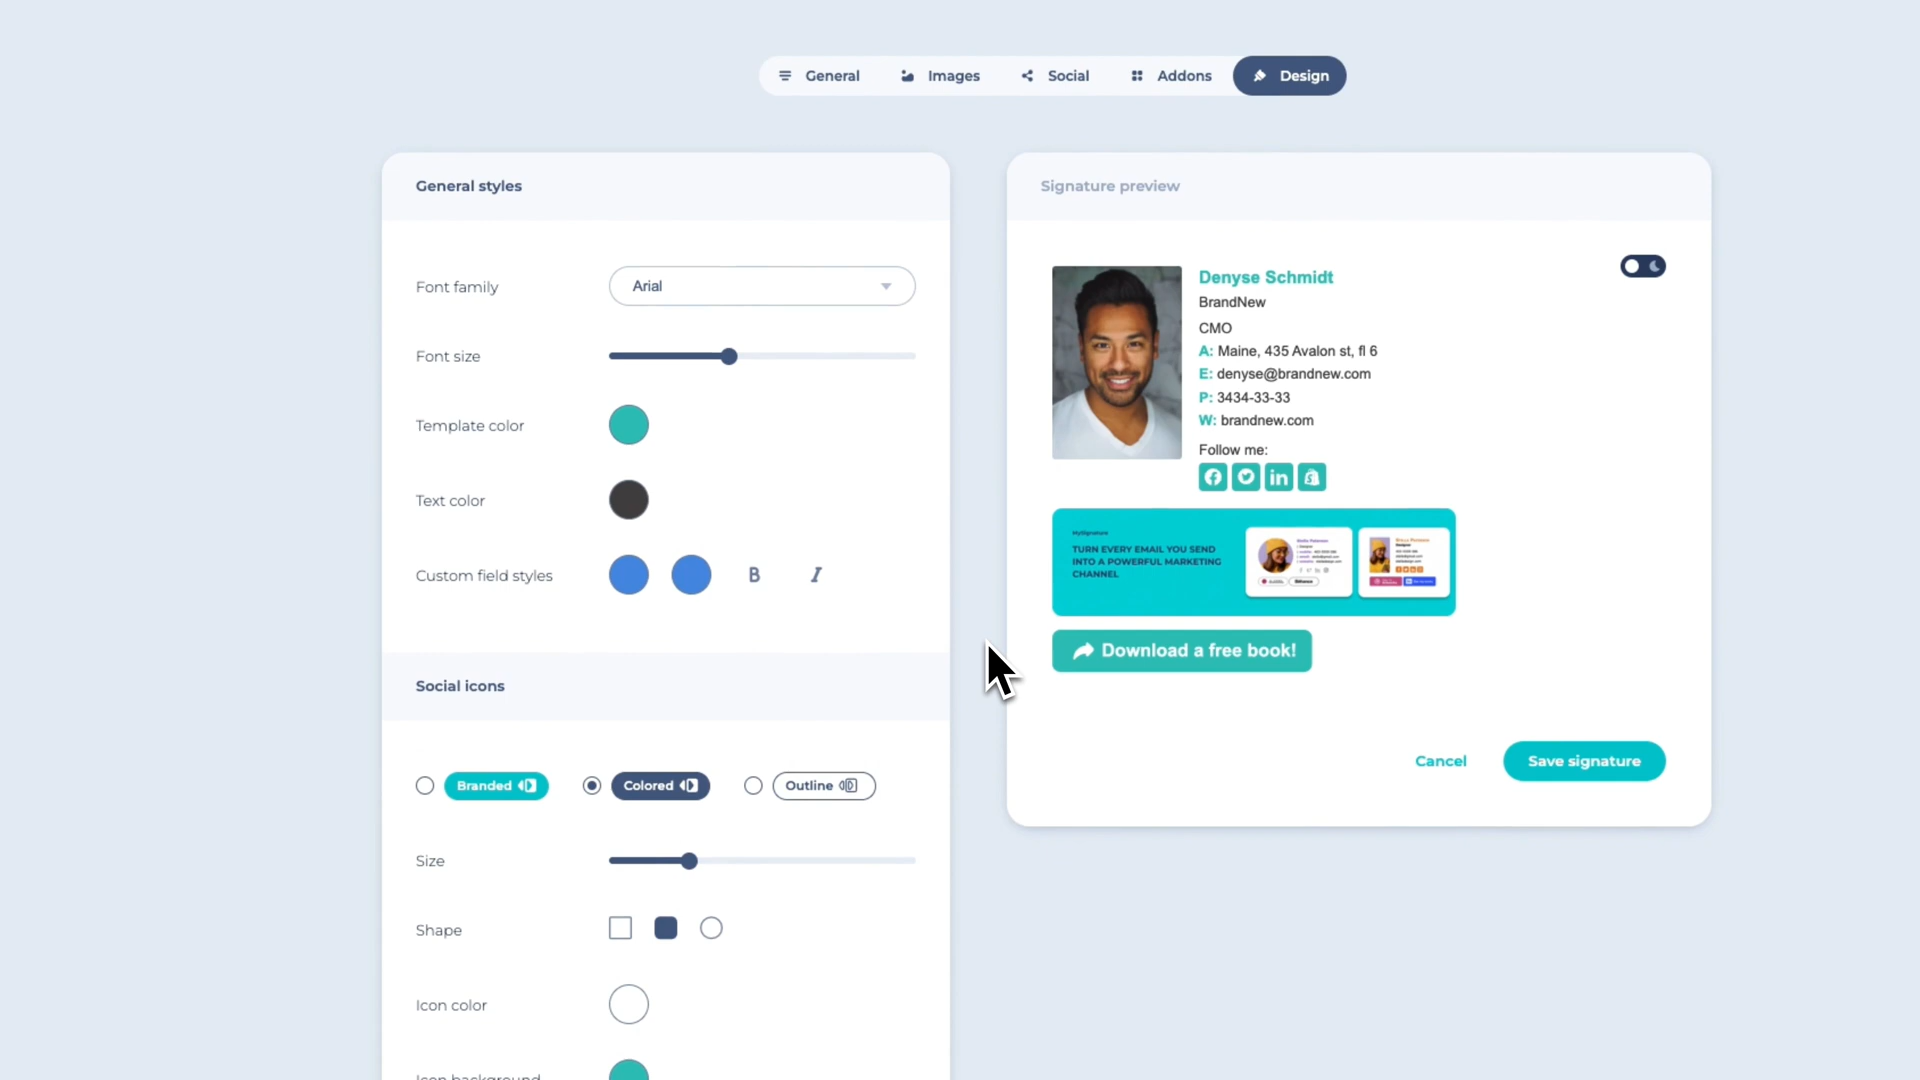 General
Images
Social
Addons
Design
General styles
Font family
Arial
Font size
Template color
Text color
Custom field styles
B
I
Social icons
Branded
Colored
Outline
Size
Shape
Icon color
Icon background
Signature preview
Denyse Schmidt
BrandNew
CMO
A: Maine, 435 Avalon st, fl 6
E: denyse@brandnew.com
P: 3434-33-33
W: brandnew.com
Follow me:
MySignature
TURN EVERY EMAIL YOU SEND
INTO A POWERFUL MARKETING
CHANNEL
Download a free book!
Cancel
Save signature